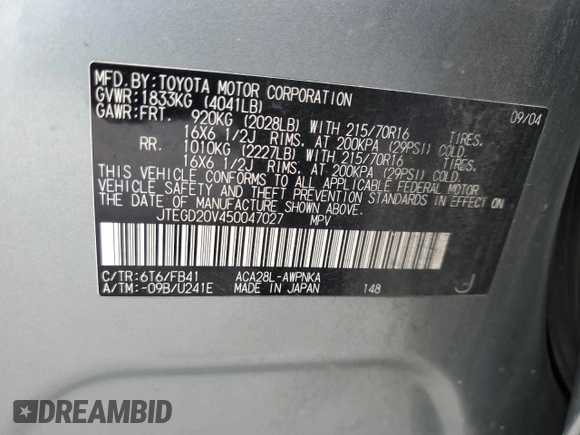 MFD.BY: TOYOTA MOTOR CORPORATION
GVWR: 1833KG (4041LB) 09/04
GAWR: FRT. 920KG (2028LB) WITH 215/70R16 TIRES.
16X6 1/2J RIMS. AT 200KPA (29PSI) COLD.
RR. 1010KG (2227LB) WITH 215/70R16 TIRES.
16X6 1/2J RIMS. AT 200KPA (29PSI) COLD.
THIS VEHICLE CONFORMS TO ALL APPLICABLE FEDERAL MOTOR
VEHICLE SAFETY AND THEFT PREVENTION STANDARDS IN EFFECT ON
THE DATE OF MANUFACTURE SHOWN ABOVE.
JTEGD20V450047027 MPV
C/TR: 6T6/FB41 ACA28L-AWPNKA
A/TM: -09B/U241E MADE IN JAPAN 148 J
DREAMBID